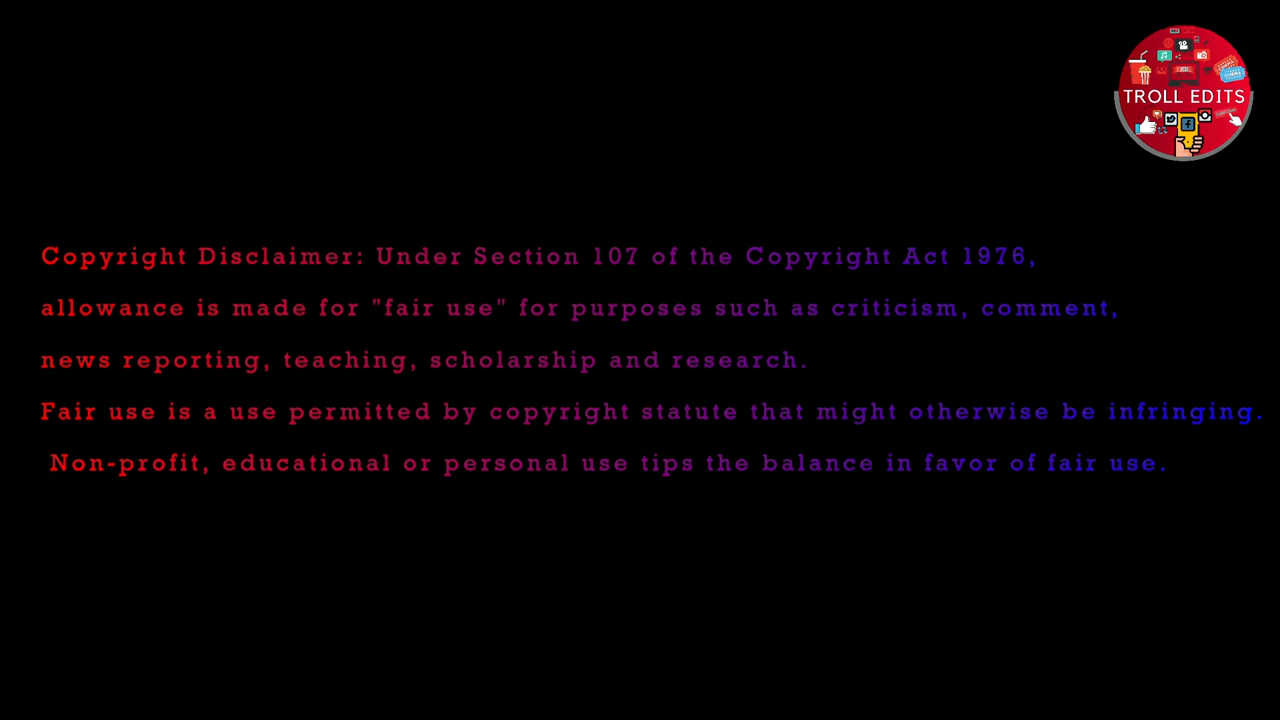 TROLL EDITS
Copyright Disclaimer: Under Section 107 of the Copyright Act 1976,
allowance is made for "fair use" for purposes such as criticism, comment,
news reporting, teaching, scholarship and research.
Fair use is a use permitted by copyright statute that might otherwise be infringing.
Non-profit, educational or personal use tips the balance in favor of fair use.